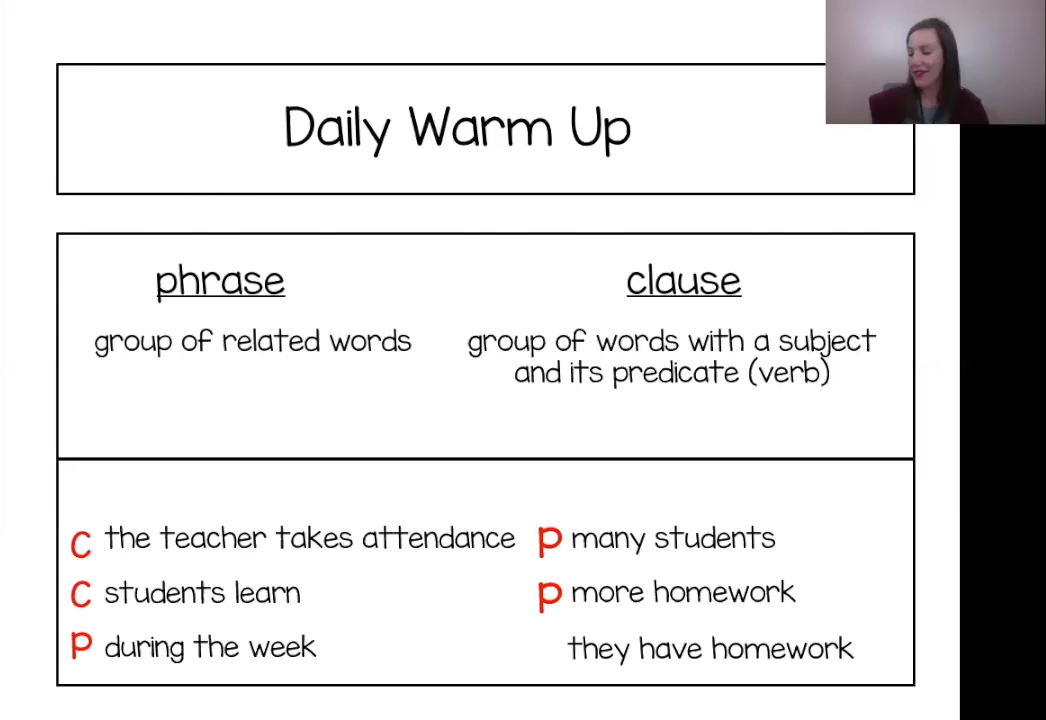 Daily Warm Up
phrase
group of related words
clause
group of words with a subject
and its predicate (verb)
c the teacher takes attendance
c students learn
p during the week
p many students
p more homework
they have homework